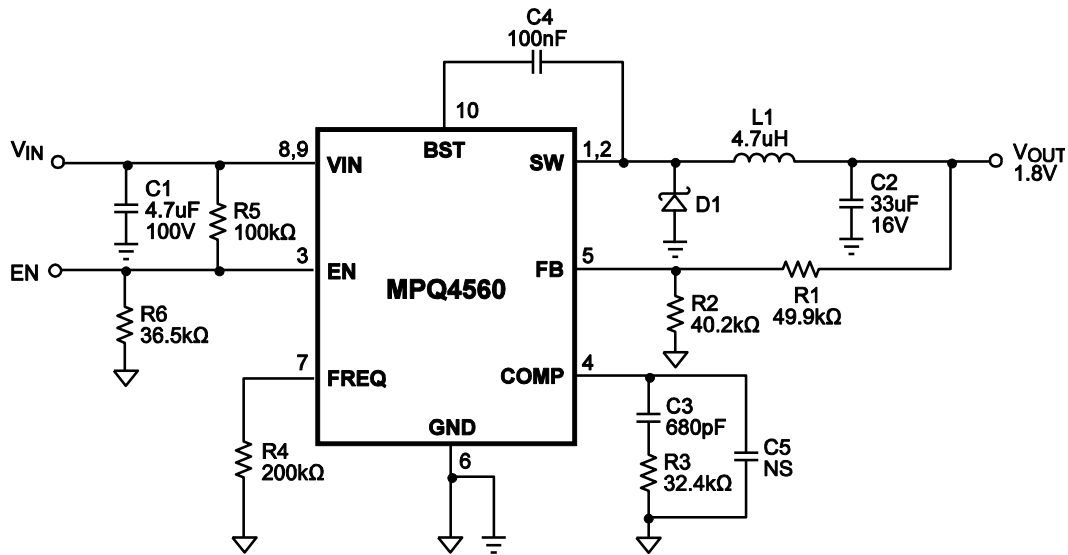 C4
100nF
10
BST
VIN
8,9
VIN
SW
1,2
L1
4.7uH
VOUT
1.8V
C1
4.7uF
100V
R5
100kΩ
D1
C2
33uF
16V
EN
3
EN
FB
5
MPQ4560
R1
49.9kΩ
R2
40.2kΩ
R6
36.5kΩ
7
FREQ
COMP
4
GND
6
R4
200kΩ
C3
680pF
R3
32.4kΩ
C5
NS